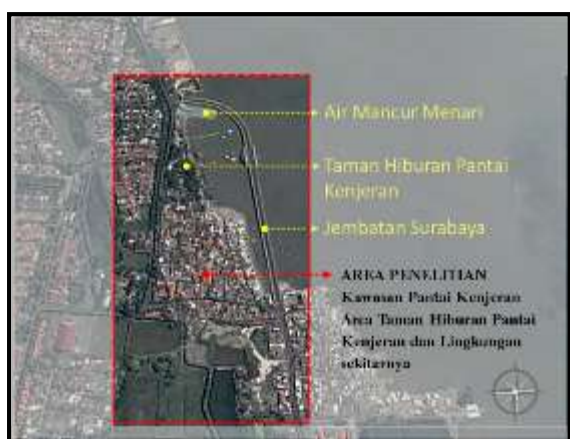 Air Mancur Menari
Taman Hiburan Pantai
Kenjeran
Jembatan Surabaya
AREA PENELITIAN
Kawasan Pantai Kenjeran
Area Taman Hiburan Pantai
Kenjeran dan Lingkungan
sekitarnya